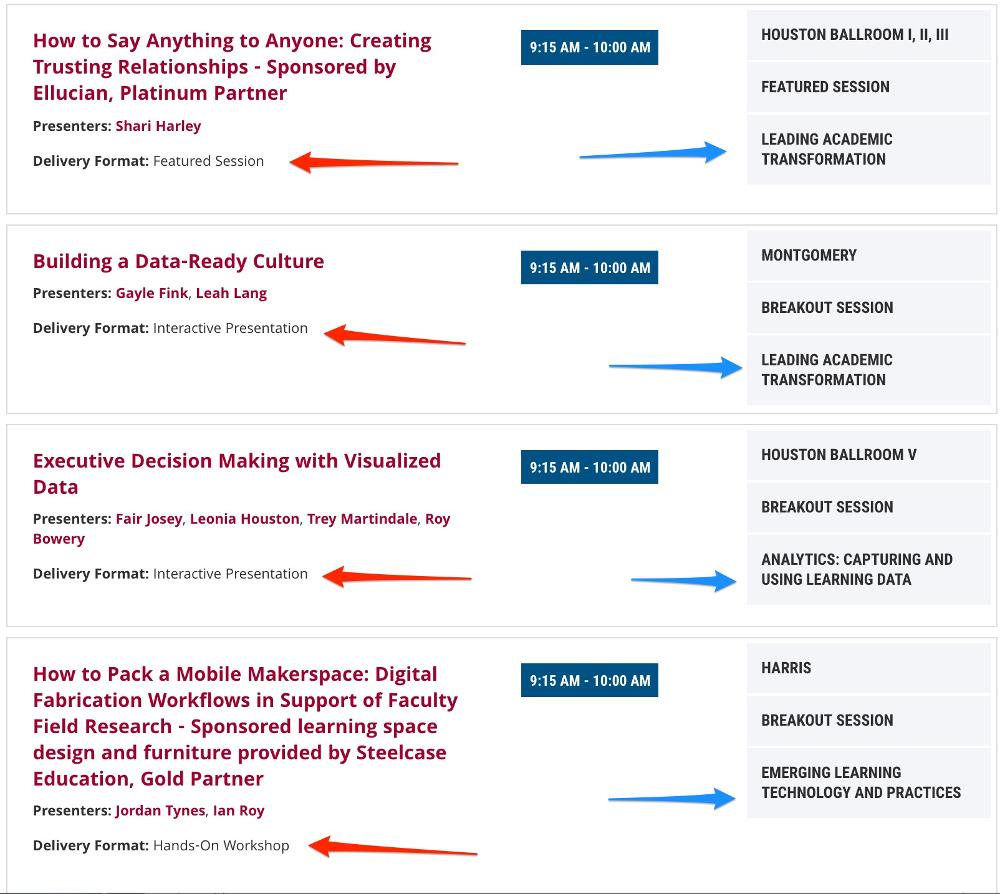 How to Say Anything to Anyone: Creating
Trusting Relationships - Sponsored by
Ellucian, Platinum Partner
Presenters: Shari Harley
Delivery Format: Featured Session
9:15 AM - 10:00 AM
HOUSTON BALLROOM I, II, III
FEATURED SESSION
LEADING ACADEMIC
TRANSFORMATION
Building a Data-Ready Culture
Presenters: Gayle Fink, Leah Lang
Delivery Format: Interactive Presentation
9:15 AM - 10:00 AM
MONTGOMERY
BREAKOUT SESSION
LEADING ACADEMIC
TRANSFORMATION
Executive Decision Making with Visualized
Data
Presenters: Fair Josey, Leonia Houston, Trey Martindale, Roy
Bowery
Delivery Format: Interactive Presentation
9:15 AM - 10:00 AM
HOUSTON BALLROOM V
BREAKOUT SESSION
ANALYTICS: CAPTURING AND
USING LEARNING DATA
How to Pack a Mobile Makerspace: Digital
Fabrication Workflows in Support of Faculty
Field Research - Sponsored learning space
design and furniture provided by Steelcase
Education, Gold Partner
Presenters: Jordan Tynes, Ian Roy
Delivery Format: Hands-On Workshop
9:15 AM - 10:00 AM
HARRIS
BREAKOUT SESSION
EMERGING LEARNING
TECHNOLOGY AND PRACTICES